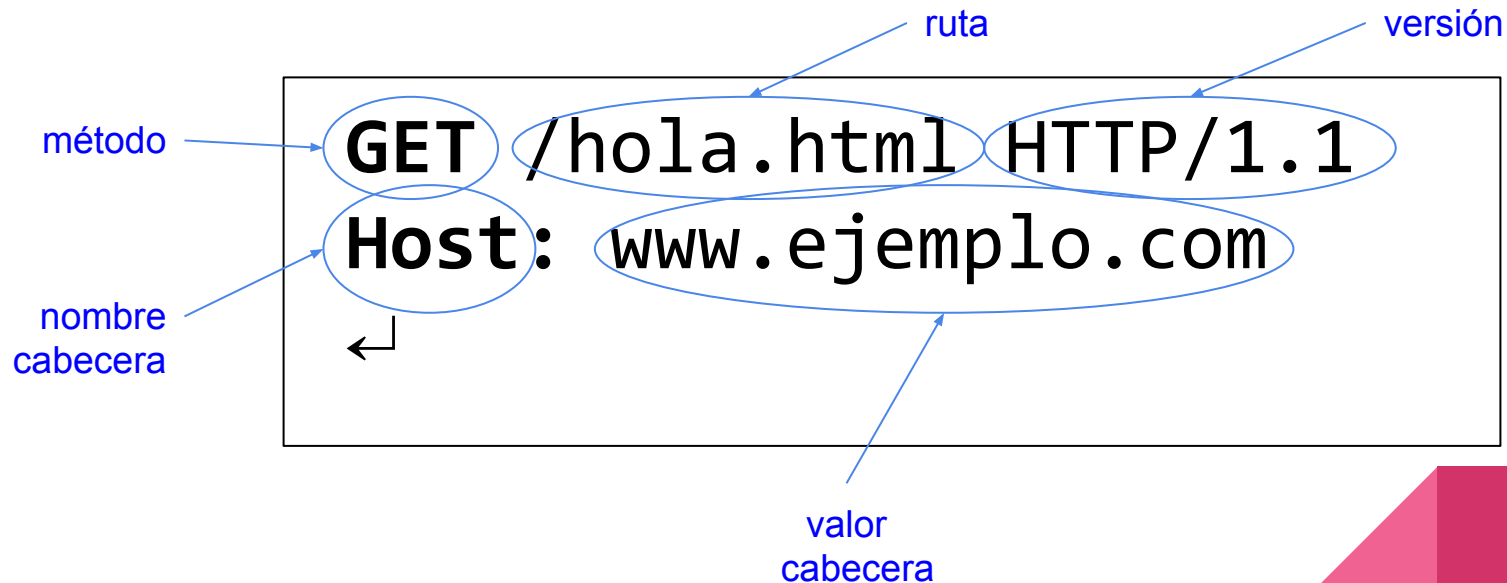 ruta
versión
método
GET /hola.html HTTP/1.1
Host: www.ejemplo.com
↵
nombre
cabecera
valor
cabecera